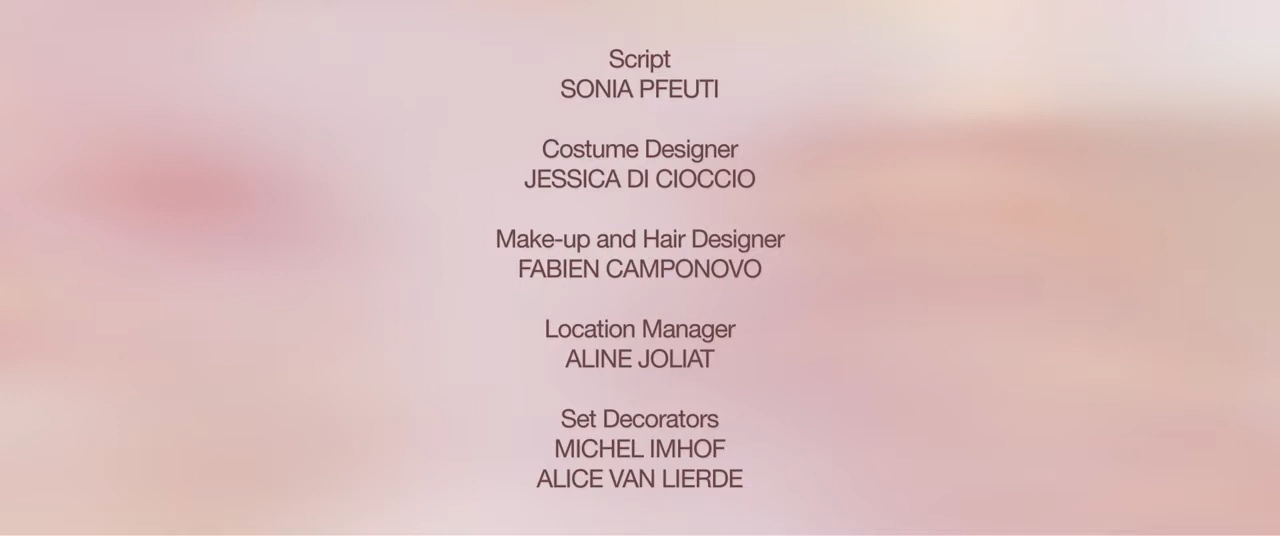 Script
SONIA PFEUTI
Costume Designer
JESSICA DI CIOCCIO
Make-up and Hair Designer
FABIEN CAMPONOVO
Location Manager
ALINE JOLIAT
Set Decorators
MICHEL IMHOF
ALICE VAN LIERDE